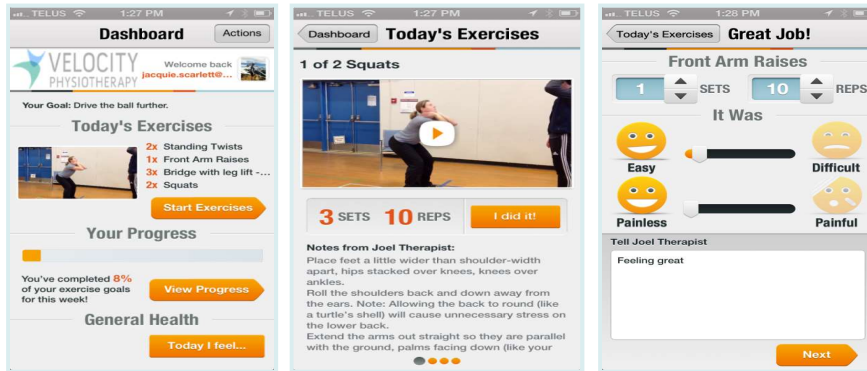 TELUS 1:27 PM
Dashboard Actions
VELOCITY
PHYSIOTHERAPY
Welcome back
jacquie.scarlett@...
Your Goal: Drive the ball further.
Today's Exercises
2x Standing Twists
1x Front Arm Raises
3x Bridge with leg lift -...
2x Squats
Start Exercises
Your Progress
You've completed 8%
of your exercise goals
for this week!
View Progress
General Health
Today I feel...
TELUS 1:27 PM
Dashboard Today's Exercises
1 of 2 Squats
3 SETS 10 REPS I did it!
Notes from Joel Therapist:
Place feet a little wider than shoulder-width
apart, hips stacked over knees, knees over
ankles.
Roll the shoulders back and down away from
the ears. Note: Allowing the back to round (like
a turtle's shell) will cause unnecessary stress on
the lower back.
Extend the arms out straight so they are parallel
with the ground, palms facing down (like your
TELUS 1:28 PM
Today's Exercises Great Job!
Front Arm Raises
1 SETS 10 REPS
It Was
Easy Difficult
Painless Painful
Tell Joel Therapist
Feeling great
Next